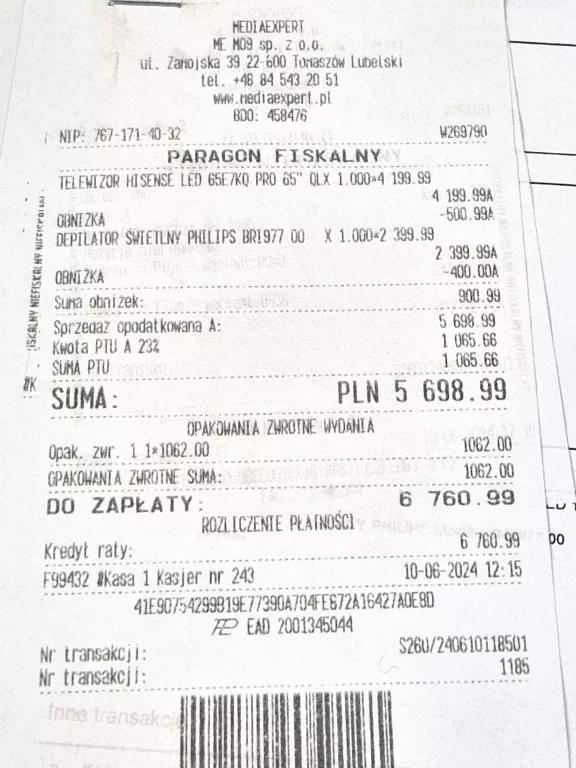 MEDIAEXPERT
ME M09 sp. z o.o.
ul. Zamojska 39 22-600 Tomaszów Lubelski
tel. +48 84 543 20 51
www.mediaexpert.pl
BDO: 458476
NIP: 767-171-40-32 W269790
PARAGON FISKALNY
TELEWIZOR HISENSE LED 65E7KQ PRO 65" QLX 1.000*4 199.99
4 199.99A
OBNIŻKA -500.99A
DEPILATOR ŚWIETLNY PHILIPS BRI977 00 X 1.000*2 399.99
2 399.99A
OBNIŻKA -400.00A
Suma obniżek: 900.99
Sprzedaż opodatkowana A: 5 698.99
Kwota PTU A 23% 1 065.66
SUMA PTU 1 065.66
#K
SUMA: PLN 5 698.99
OPAKOWANIA ZWROTNE WYDANIA
Opak. zwr. 1 1*1062.00 1062.00
OPAKOWANIA ZWROTNE SUMA: 1062.00
DO ZAPŁATY: 6 760.99
ROZLICZENIE PŁATNOŚCI
Kredyt raty: 6 760.99
F99432 #Kasa 1 Kasjer nr 243 10-06-2024 12:15
41E90754299B19E77390A704FE672A16427A0E8D
EAD 2001345044
Nr transakcji: S26U/240610118501
Nr transakcji: 1185
Inne transakcje
00